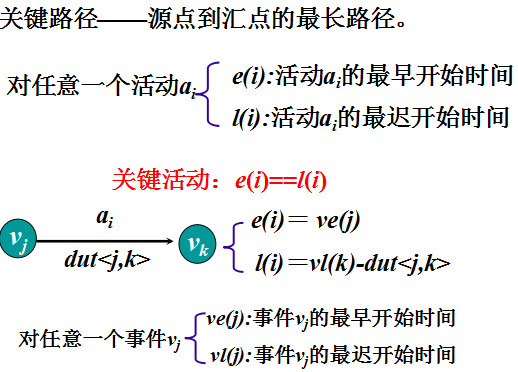 关键路径——源点到汇点的最长路径。
对任意一个活动ai
e(i):活动ai的最早开始时间
l(i):活动ai的最迟开始时间
关键活动：e(i)==l(i)
vj
ai
dut<j,k>
vk
e(i)＝ ve(j)
l(i)＝vl(k)-dut<j,k>
对任意一个事件vj
ve(j):事件vj的最早开始时间
vl(j):事件vj的最迟开始时间